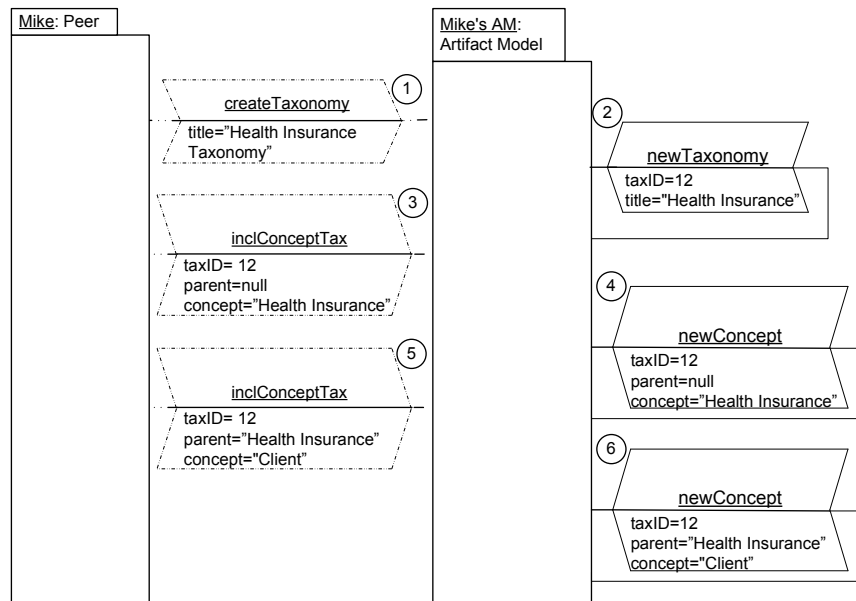 Mike: Peer
Mike's AM:
Artifact Model
1
createTaxonomy
title=”Health Insurance
Taxonomy”
2
newTaxonomy
taxID=12
title="Health Insurance”
3
inclConceptTax
taxID= 12
parent=null
concept=”Health Insurance”
4
newConcept
taxID=12
parent=null
concept=”Health Insurance”
5
inclConceptTax
taxID= 12
parent=”Health Insurance”
concept="Client”
6
newConcept
taxID=12
parent=”Health Insurance”
concept="Client”